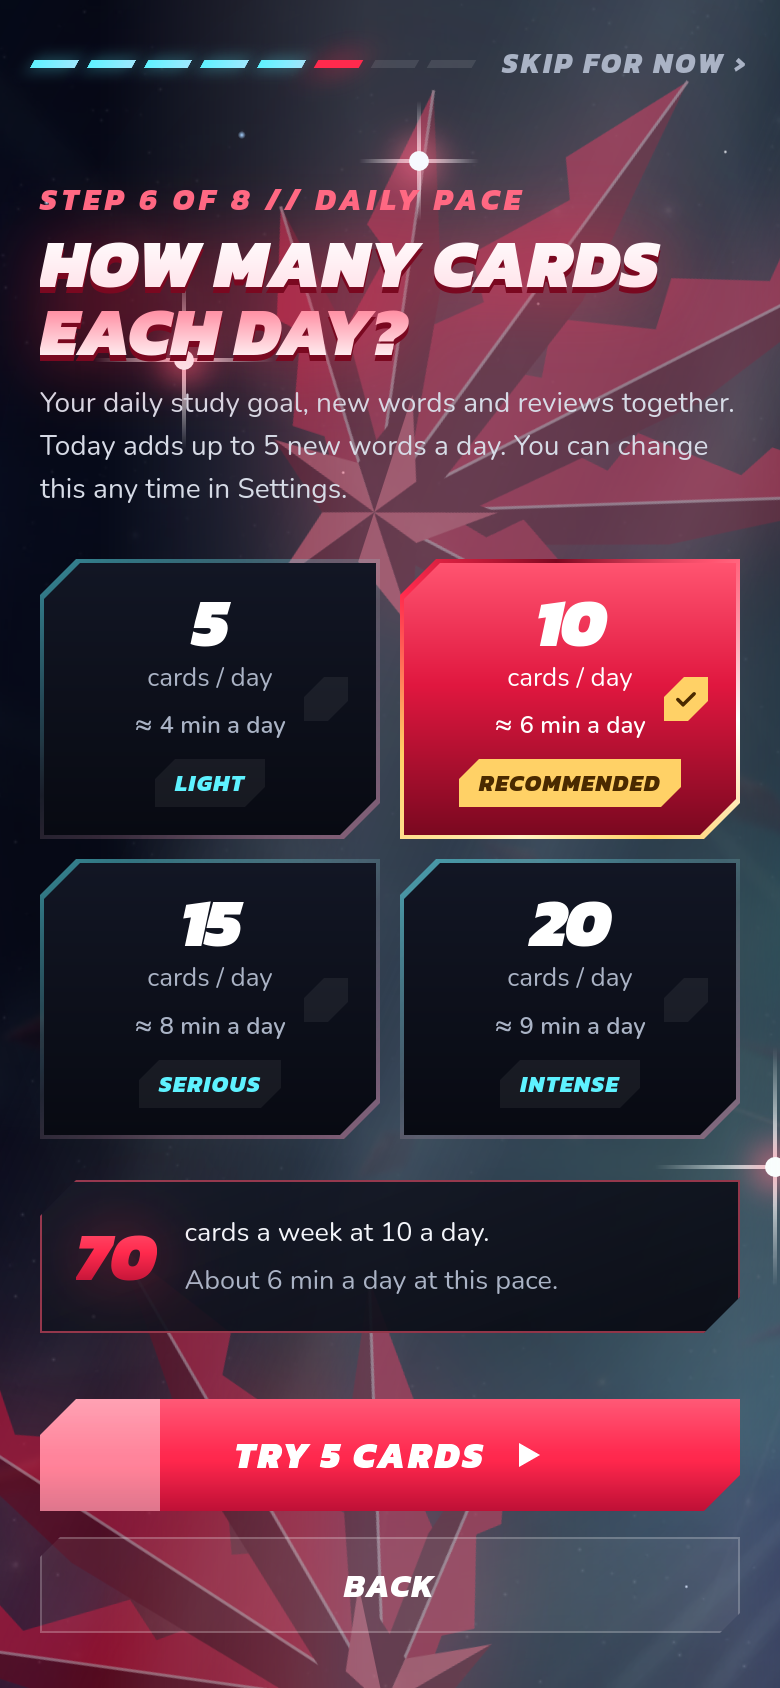 SKIP FOR NOW >
STEP 6 OF 8 // DAILY PACE
HOW MANY CARDS
EACH DAY?
Your daily study goal, new words and reviews together.
Today adds up to 5 new words a day. You can change
this any time in Settings.
5
cards / day
≈ 4 min a day
LIGHT
10
cards / day
≈ 6 min a day
RECOMMENDED
15
cards / day
≈ 8 min a day
SERIOUS
20
cards / day
≈ 9 min a day
INTENSE
70
cards a week at 10 a day.
About 6 min a day at this pace.
TRY 5 CARDS
BACK